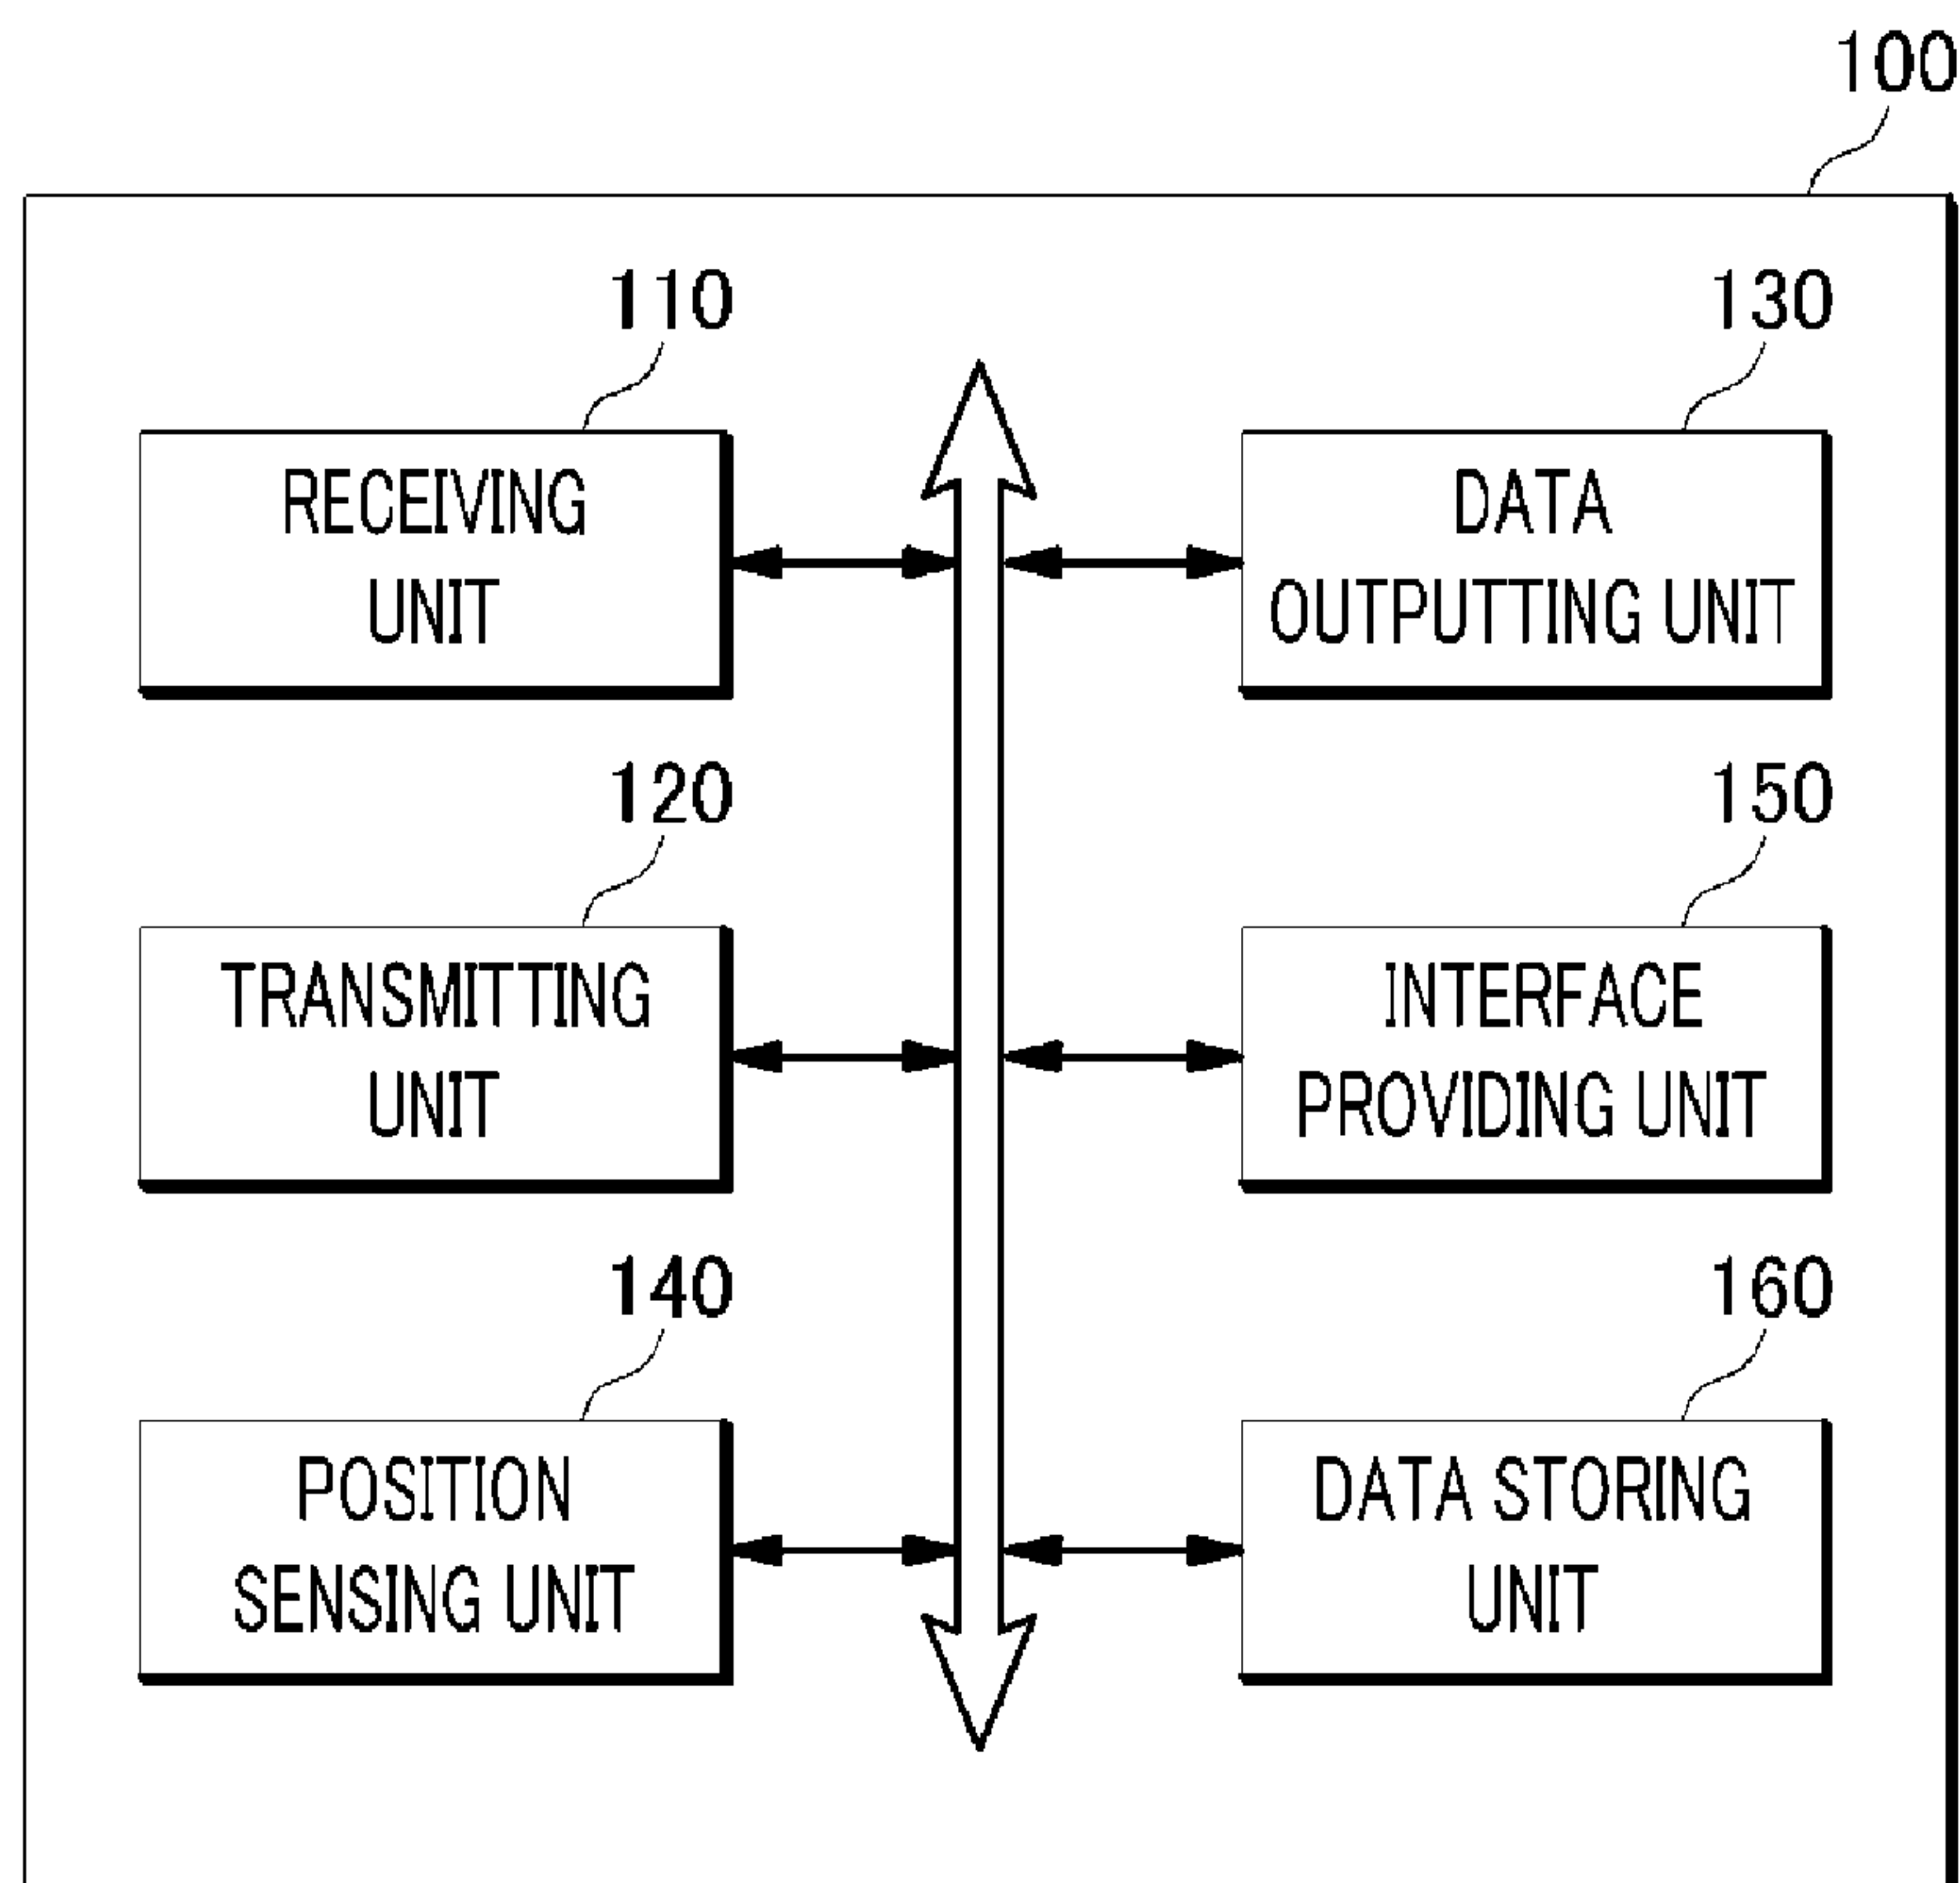 100
110
130
RECEIVING
UNIT
DATA
OUTPUTTING UNIT
120
150
TRANSMITTING
UNIT
INTERFACE
PROVIDING UNIT
140
160
POSITION
SENSING UNIT
DATA STORING
UNIT